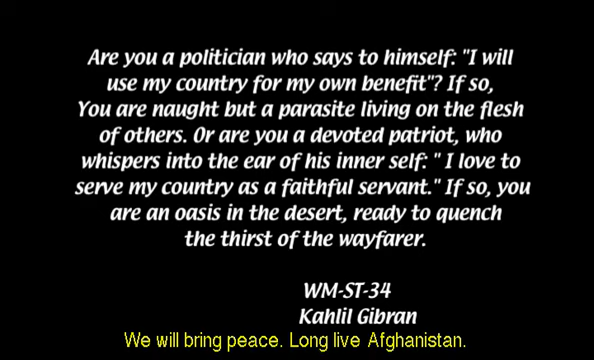 Are you a politician who says to himself: "I will
use my country for my own benefit"? If so,
You are naught but a parasite living on the flesh
of others. Or are you a devoted patriot, who
whispers into the ear of his inner self: " I love to
serve my country as a faithful servant." If so, you
are an oasis in the desert, ready to quench
the thirst of the wayfarer.
WM-ST-34
Kahlil Gibran
We will bring peace. Long live Afghanistan.